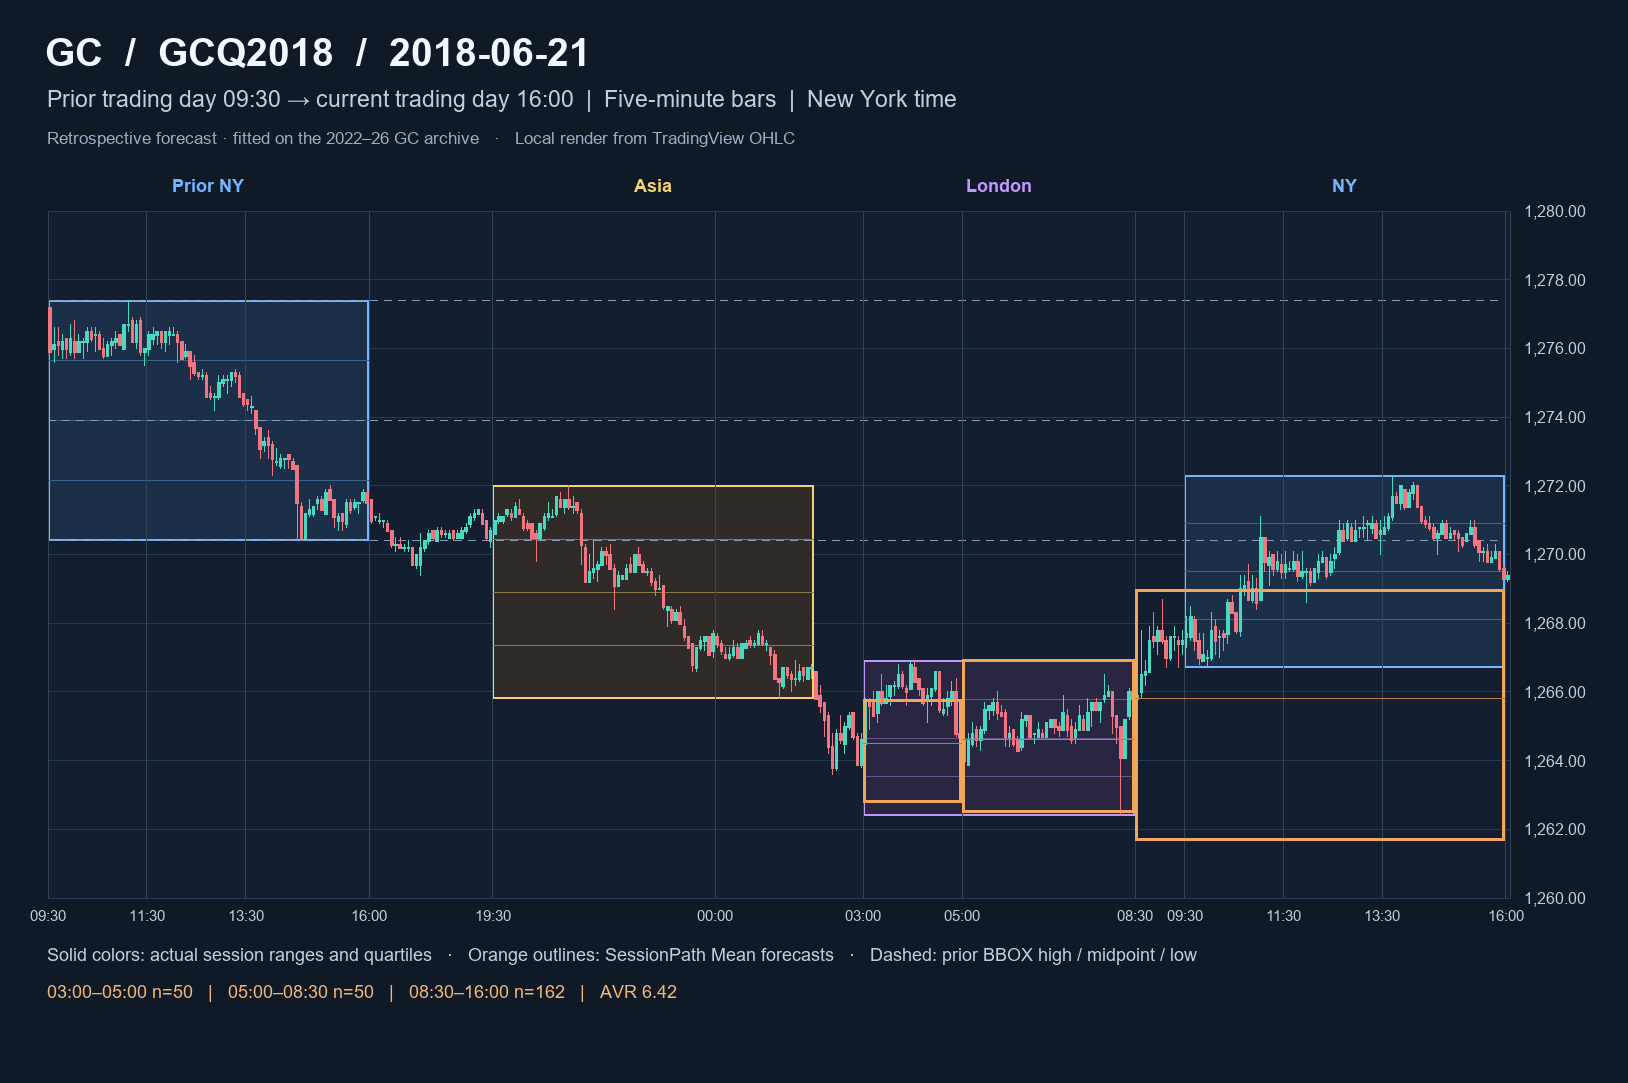 GC / GCQ2018 / 2018-06-21
Prior trading day 09:30 → current trading day 16:00 | Five-minute bars | New York time
Retrospective forecast · fitted on the 2022–26 GC archive · Local render from TradingView OHLC
Prior NY
Asia
London
NY
1,280.00
1,278.00
1,276.00
1,274.00
1,272.00
1,270.00
1,268.00
1,266.00
1,264.00
1,262.00
1,260.00
09:30
11:30
13:30
16:00
19:30
00:00
03:00
05:00
08:30
09:30
11:30
13:30
16:00
Solid colors: actual session ranges and quartiles · Orange outlines: SessionPath Mean forecasts · Dashed: prior BBOX high / midpoint / low
03:00–05:00 n=50 | 05:00–08:30 n=50 | 08:30–16:00 n=162 | AVR 6.42